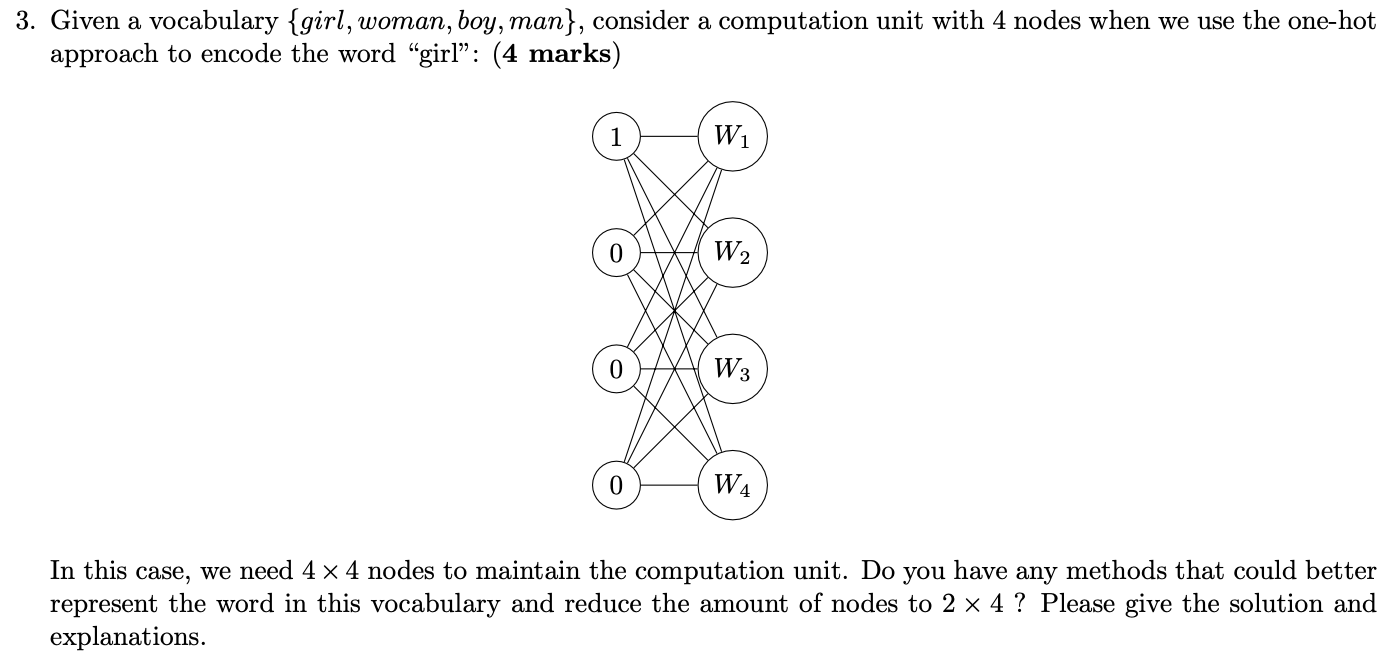 3. Given a vocabulary {girl, woman, boy, man}, consider a computation unit with 4 nodes when we use the one-hot
approach to encode the word “girl”: (4 marks)
1 W₁
0 W₂
0 W₃
0 W₄
In this case, we need 4 × 4 nodes to maintain the computation unit. Do you have any methods that could better
represent the word in this vocabulary and reduce the amount of nodes to 2 × 4 ? Please give the solution and
explanations.